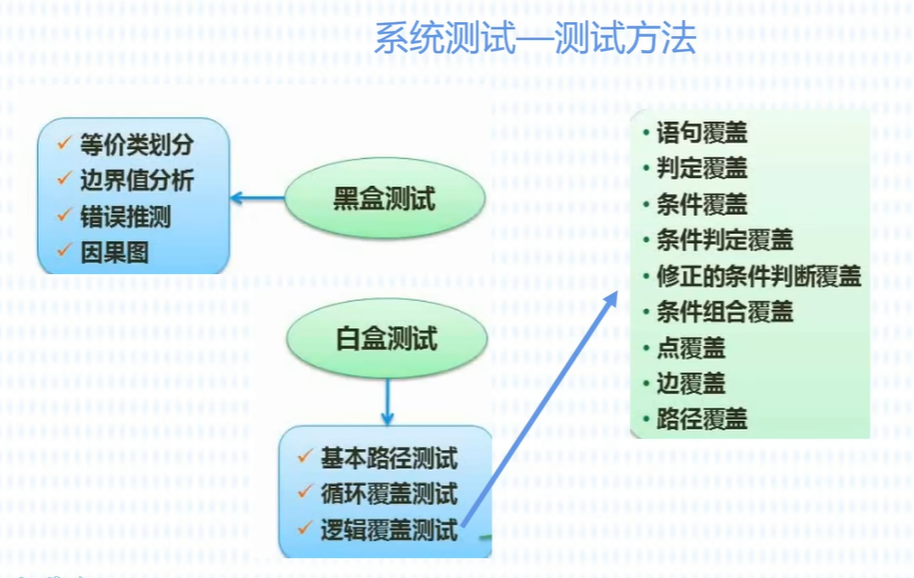 系统测试—测试方法
等价类划分
边界值分析
错误推测
因果图
黑盒测试
白盒测试
基本路径测试
循环覆盖测试
逻辑覆盖测试
语句覆盖
判定覆盖
条件覆盖
条件判定覆盖
修正的条件判断覆盖
条件组合覆盖
点覆盖
边覆盖
路径覆盖